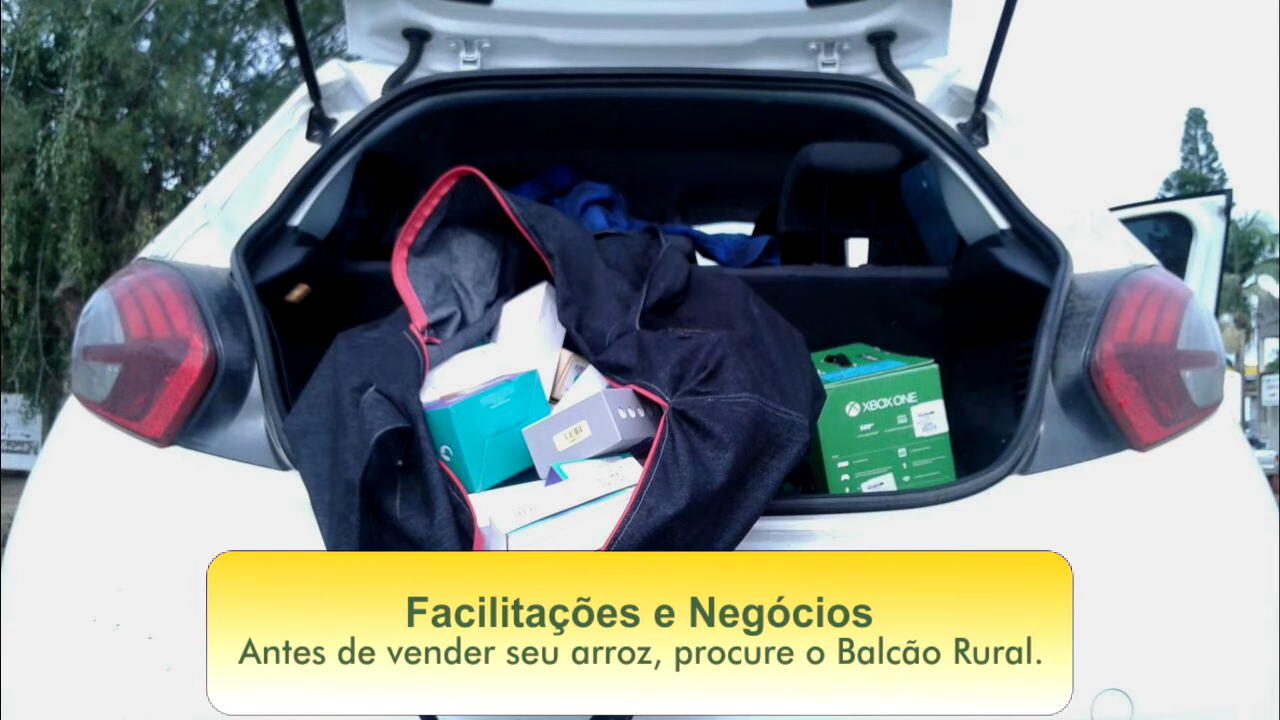 XBOX ONE
Facilitações e Negócios
Antes de vender seu arroz, procure o Balcão Rural.